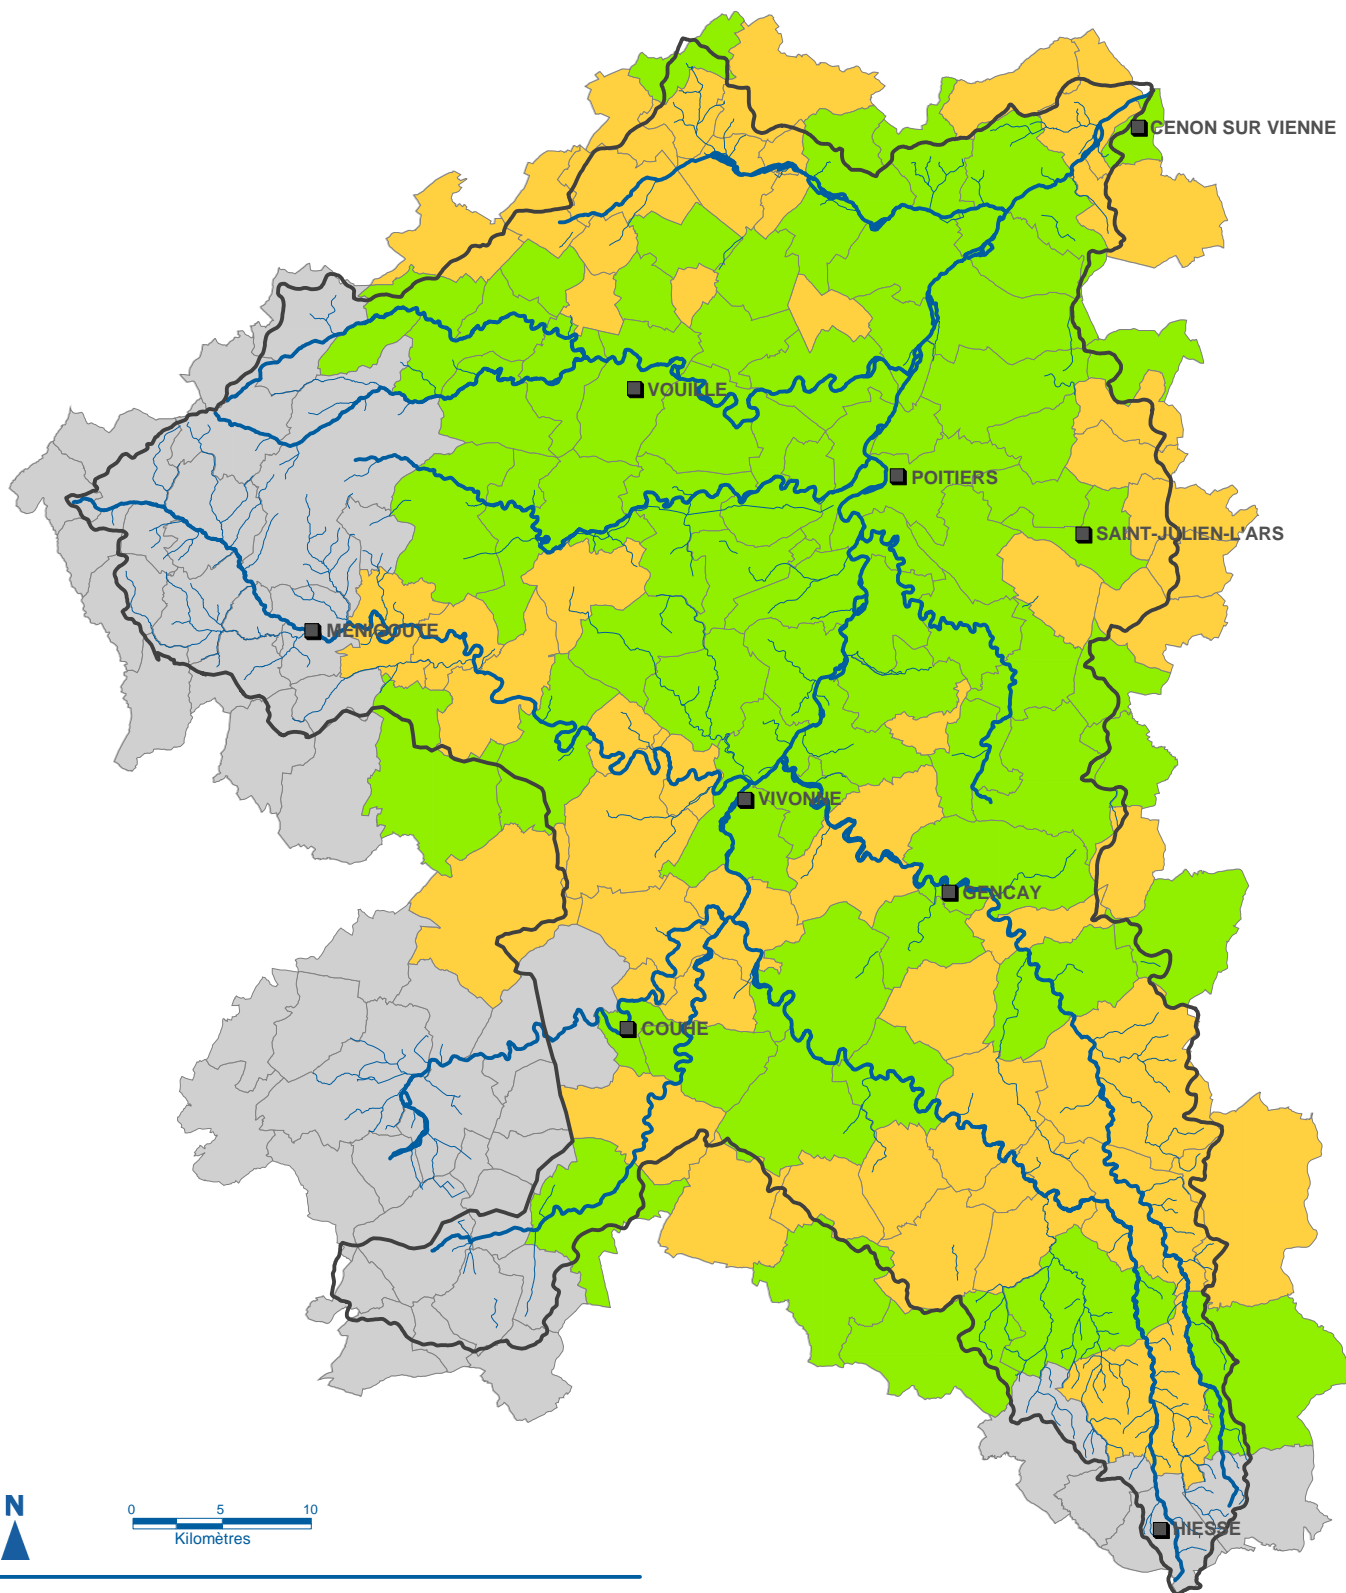 CENON SUR VIENNE
VOUILLE
POITIERS
SAINT-JULIEN-L'ARS
MENIGOUTE
VIVONNE
GENCAY
COUHE
N
0 5 10
Kilomètres
HIESSE